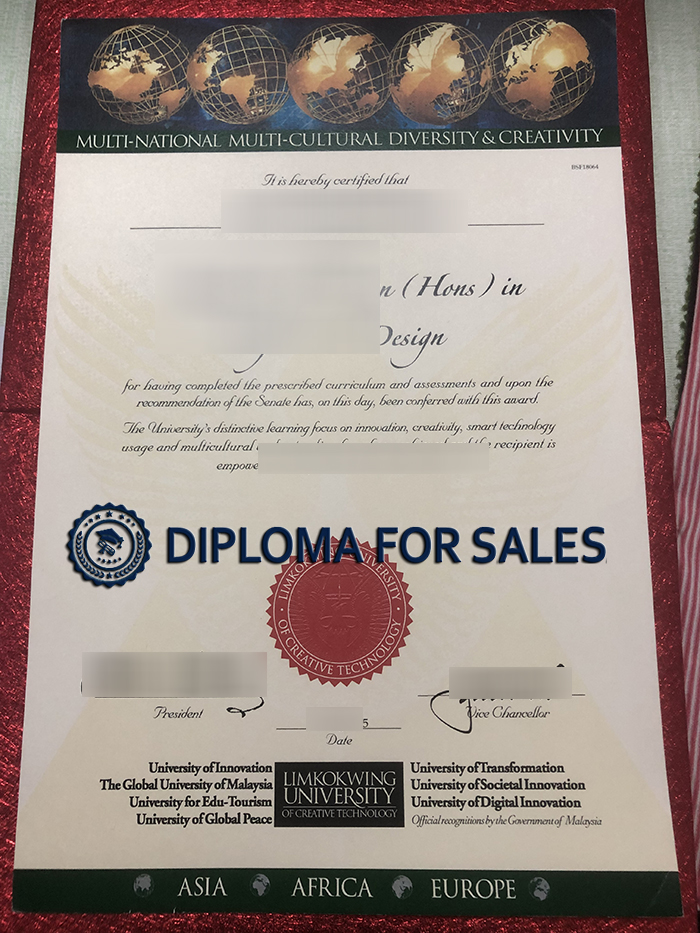 MULTI-NATIONAL MULTI-CULTURAL DIVERSITY & CREATIVITY
BSF18064
It is hereby certified that
n (Hons) in
Design
for having completed the prescribed curriculum and assessments and upon the
recommendation of the Senate has, on this day, been conferred with this award.
The University's distinctive learning focus on innovation, creativity, smart technology
usage and multicultural the recipient is
empowe
DIPLOMA FOR SALES
LIMKOKWING UNIVERSITY
OF CREATIVE TECHNOLOGY
President
Vice Chancellor
5
Date
University of Innovation
The Global University of Malaysia
University for Edu-Tourism
University of Global Peace
LIMKOKWING
UNIVERSITY
OF CREATIVE TECHNOLOGY
University of Transformation
University of Societal Innovation
University of Digital Innovation
Official recognitions by the Government of Malaysia
ASIA AFRICA EUROPE